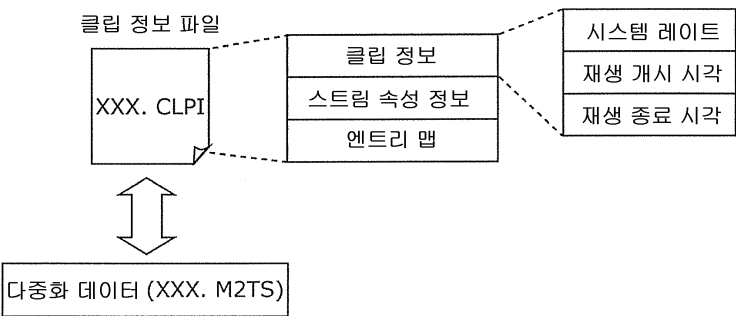 클립 정보 파일
XXX. CLPI
클립 정보
스트림 속성 정보
엔트리 맵
시스템 레이트
재생 개시 시각
재생 종료 시각
다중화 데이터 (XXX. M2TS)